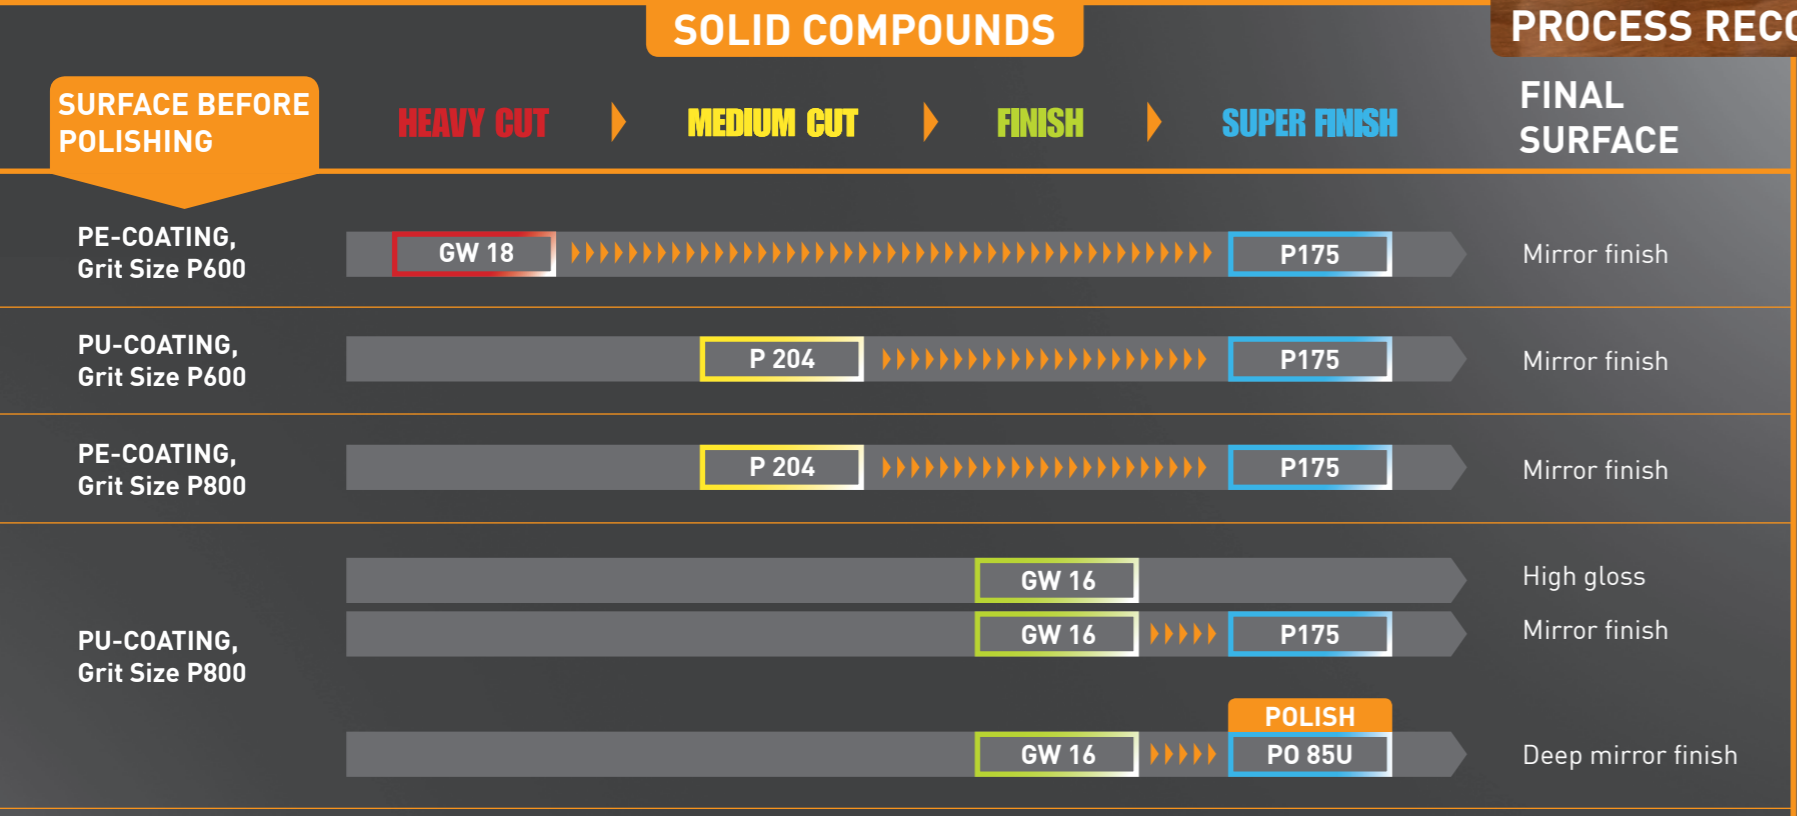 SOLID COMPOUNDS
PROCESS
SURFACE BEFORE
POLISHING
HEAVY CUT
MEDIUM CUT
FINISH
SUPER FINISH
FINAL
SURFACE
PE-COATING,
Grit Size P600
GW 18
P175
Mirror finish
PU-COATING,
Grit Size P600
P 204
P175
Mirror finish
PE-COATING,
Grit Size P800
P 204
P175
Mirror finish
PU-COATING,
Grit Size P800
GW 16
High gloss
GW 16
P175
Mirror finish
POLISH
GW 16
PO 85U
Deep mirror finish